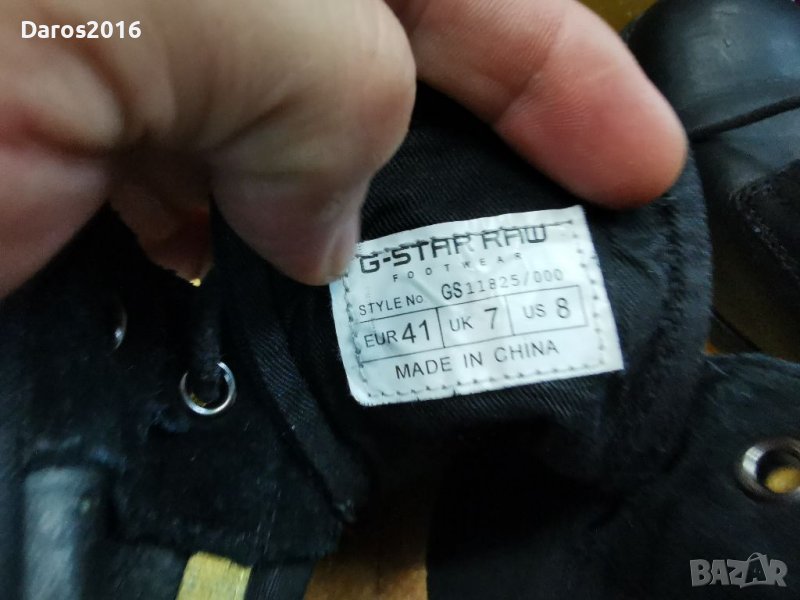 Daros2016
G-STAR RAW
FOOTWEAR
STYLE No GS11825/000
EUR 41 UK 7 US 8
MADE IN CHINA
BAZAR